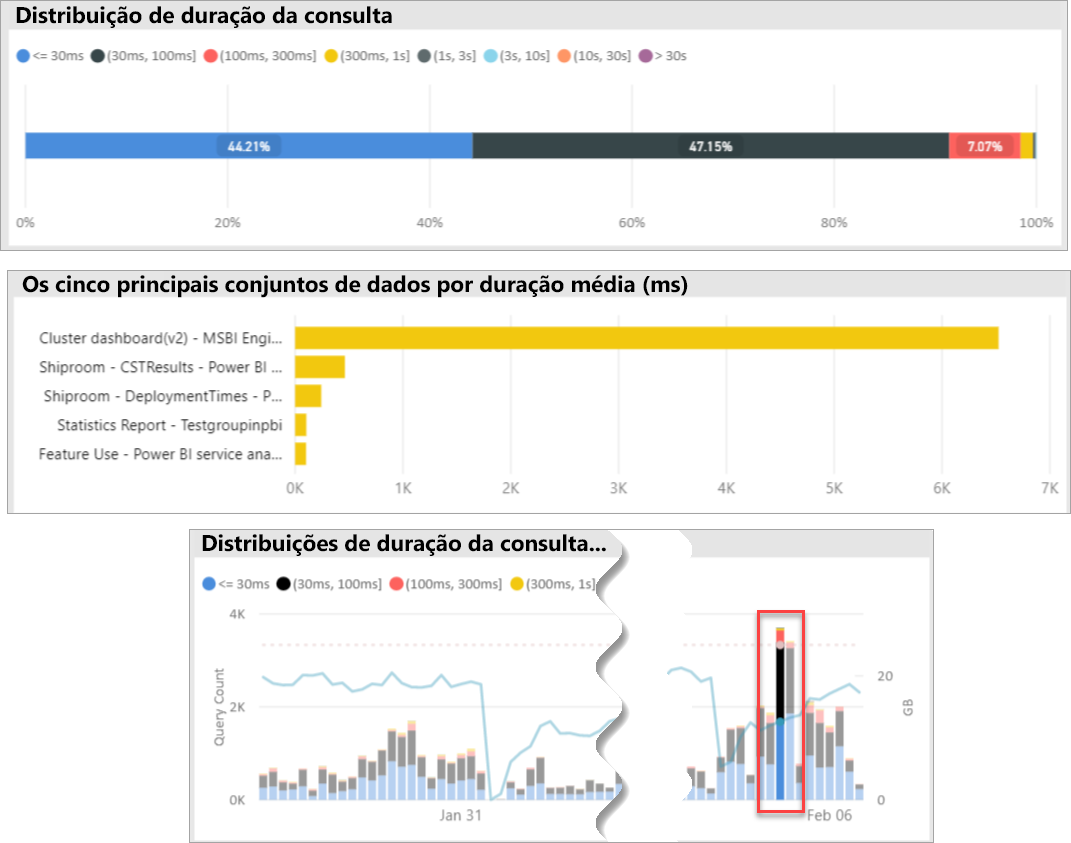 Distribuição de duração da consulta
<= 30ms (30ms, 100ms] (100ms, 300ms] (300ms, 1s] (1s, 3s] (3s, 10s] (10s, 30s] > 30s
44.21% 47.15% 7.07%
0% 20% 40% 60% 80% 100%
Os cinco principais conjuntos de dados por duração média (ms)
Cluster dashboard(v2) - MSBI Engi...
Shiproom - CSTResults - Power BI ...
Shiproom - DeploymentTimes - P...
Statistics Report - Testgroupinpbi
Feature Use - Power BI service ana...
0K 1K 2K 3K 4K 5K 6K 7K
Distribuições de duração da consulta...
<= 30ms (30ms, 100ms] (100ms, 300ms] (300ms, 1s]
4K
20
2K
Query Count
GB
0K 0
Jan 31 Feb 06